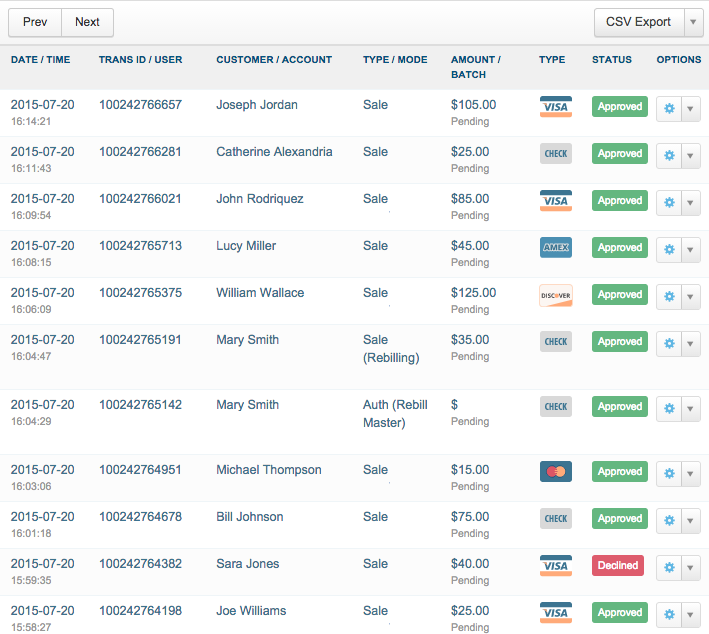 Prev Next CSV Export
DATE / TIME TRANS ID / USER CUSTOMER / ACCOUNT TYPE / MODE AMOUNT / BATCH TYPE STATUS OPTIONS
2015-07-20 100242766657 Joseph Jordan Sale $105.00 VISA Approved
16:14:21 Pending
2015-07-20 100242766281 Catherine Alexandria Sale $25.00 CHECK Approved
16:11:43 Pending
2015-07-20 100242766021 John Rodriquez Sale $85.00 VISA Approved
16:09:54 Pending
2015-07-20 100242765713 Lucy Miller Sale $45.00 AMEX Approved
16:08:15 Pending
2015-07-20 100242765375 William Wallace Sale $125.00 DISCOVER Approved
16:06:09 Pending
2015-07-20 100242765191 Mary Smith Sale $35.00 CHECK Approved
16:04:47 (Rebilling) Pending
2015-07-20 100242765142 Mary Smith Auth (Rebill $ CHECK Approved
16:04:29 Master) Pending
2015-07-20 100242764951 Michael Thompson Sale $15.00 Approved
16:03:06 Pending
2015-07-20 100242764678 Bill Johnson Sale $75.00 CHECK Approved
16:01:18 Pending
2015-07-20 100242764382 Sara Jones Sale $40.00 VISA Declined
15:59:35 Pending
2015-07-20 100242764198 Joe Williams Sale $25.00 VISA Approved
15:58:27 Pending